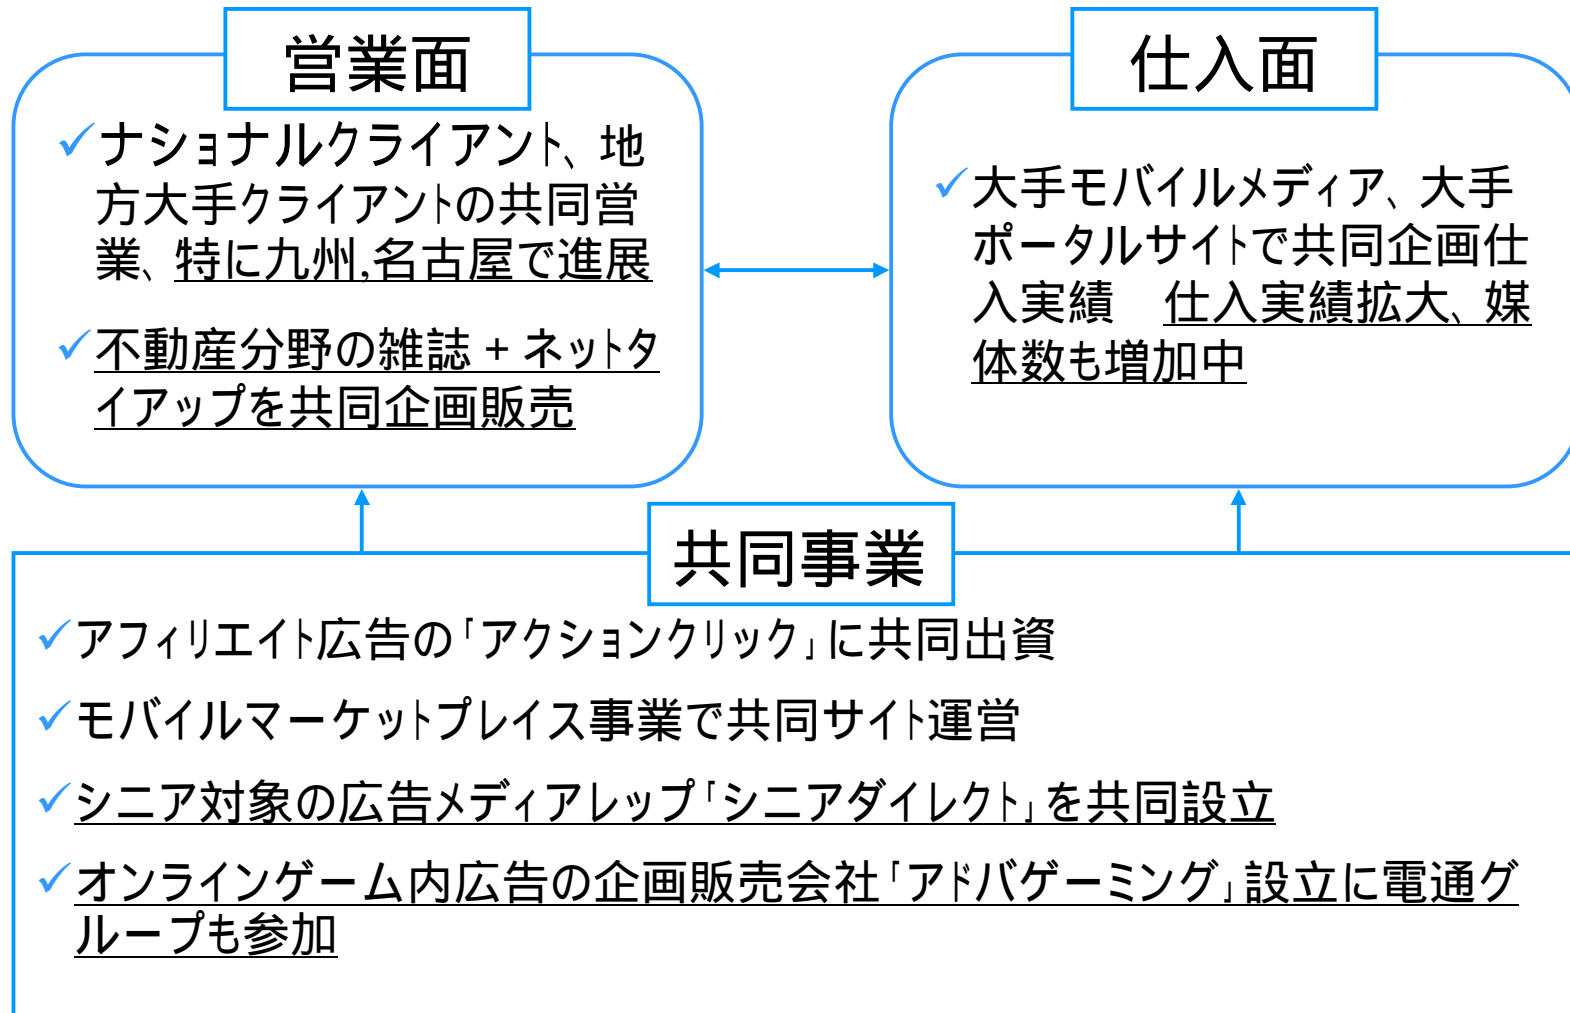 営業面
✓ナショナルクライアント、地
方大手クライアントの共同営
業、特に九州,名古屋で進展
✓不動産分野の雑誌+ネットタ
イアップを共同企画販売
仕入面
✓大手モバイルメディア、大手
ポータルサイトで共同企画仕
入実績　仕入実績拡大、媒
体数も増加中
共同事業
✓アフィリエイト広告の「アクションクリック」に共同出資
✓モバイルマーケットプレイス事業で共同サイト運営
✓シニア対象の広告メディアレップ「シニアダイレクト」を共同設立
✓オンラインゲーム内広告の企画販売会社「アドバゲーミング」設立に電通グ
ループも参加